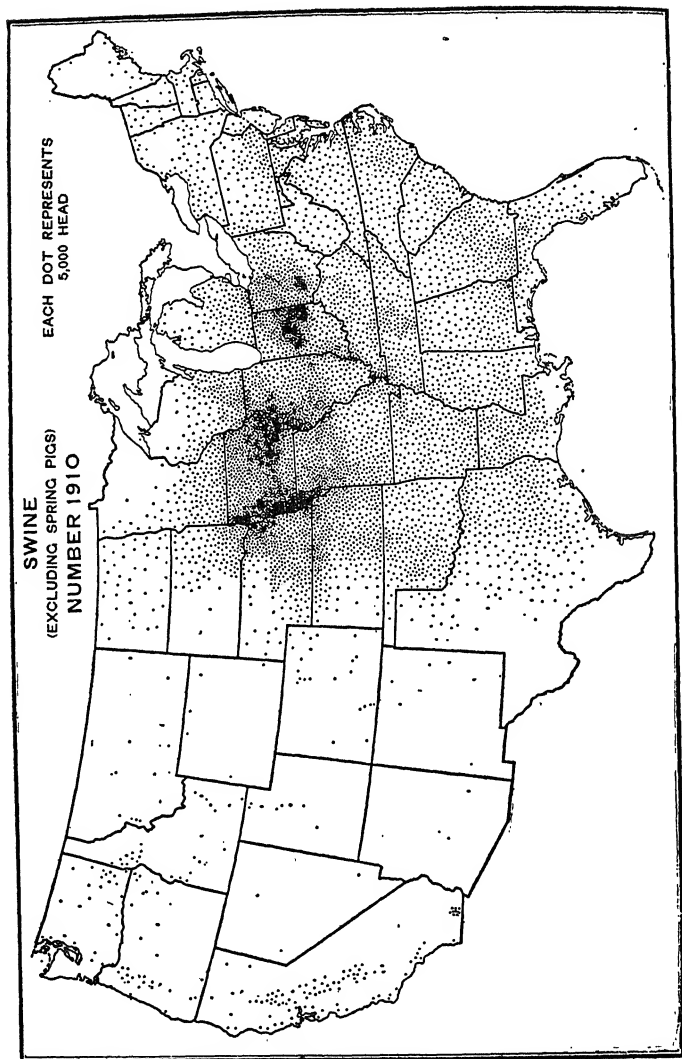 SWINE
(EXCLUDING SPRING PIGS)
NUMBER 1910
EACH DOT REPRESENTS
5,000 HEAD